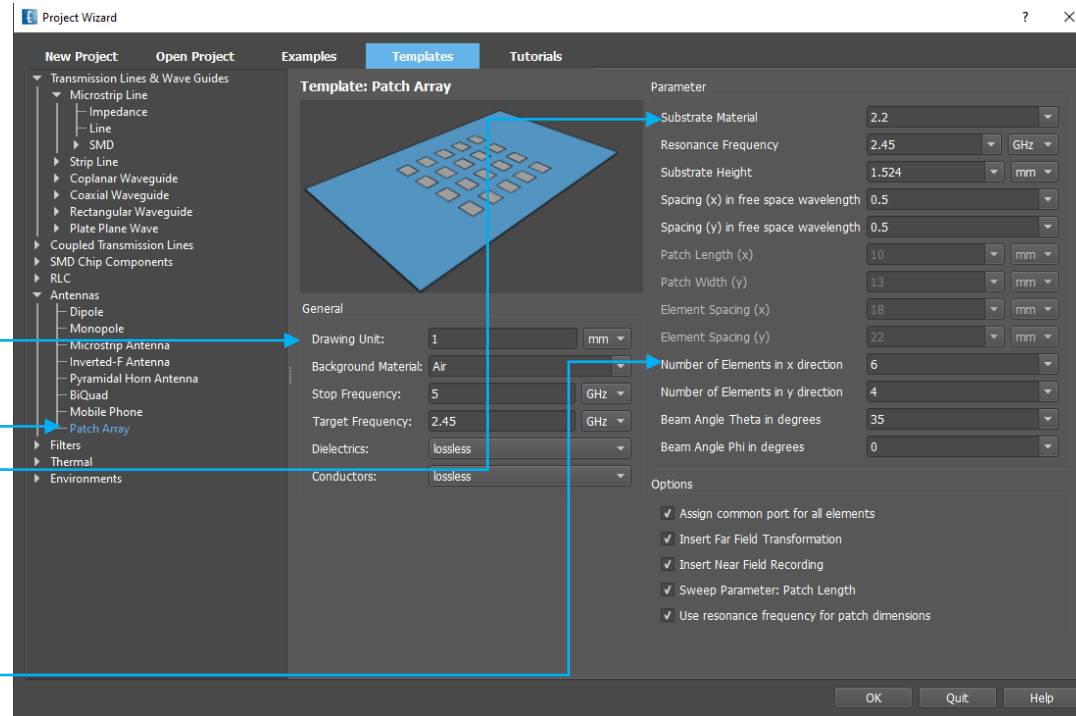 Project Wizard
?
New Project
Open Project
Examples
Templates
Tutorials
Transmission Lines & Wave Guides
Microstrip Line
Impedance
Line
SMD
Strip Line
Coplanar Waveguide
Coaxial Waveguide
Rectangular Waveguide
Plate Plane Wave
Coupled Transmission Lines
SMD Chip Components
RLC
Antennas
Dipole
Monopole
Microstrip Antenna
Inverted-F Antenna
Pyramidal Horn Antenna
BiQuad
Mobile Phone
Patch Array
Filters
Thermal
Environments
Template: Patch Array
General
Drawing Unit: 1 mm
Background Material: Air
Stop Frequency: 5 GHz
Target Frequency: 2.45 GHz
Dielectrics: lossless
Conductors: lossless
Parameter
Substrate Material 2.2
Resonance Frequency 2.45 GHz
Substrate Height 1.524 mm
Spacing (x) in free space wavelength 0.5
Spacing (y) in free space wavelength 0.5
Patch Length (x) 10 mm
Patch Width (y) 13 mm
Element Spacing (x) 18 mm
Element Spacing (y) 22 mm
Number of Elements in x direction 6
Number of Elements in y direction 4
Beam Angle Theta in degrees 35
Beam Angle Phi in degrees 0
Options
Assign common port for all elements
Insert Far Field Transformation
Insert Near Field Recording
Sweep Parameter: Patch Length
Use resonance frequency for patch dimensions
OK
Quit
Help